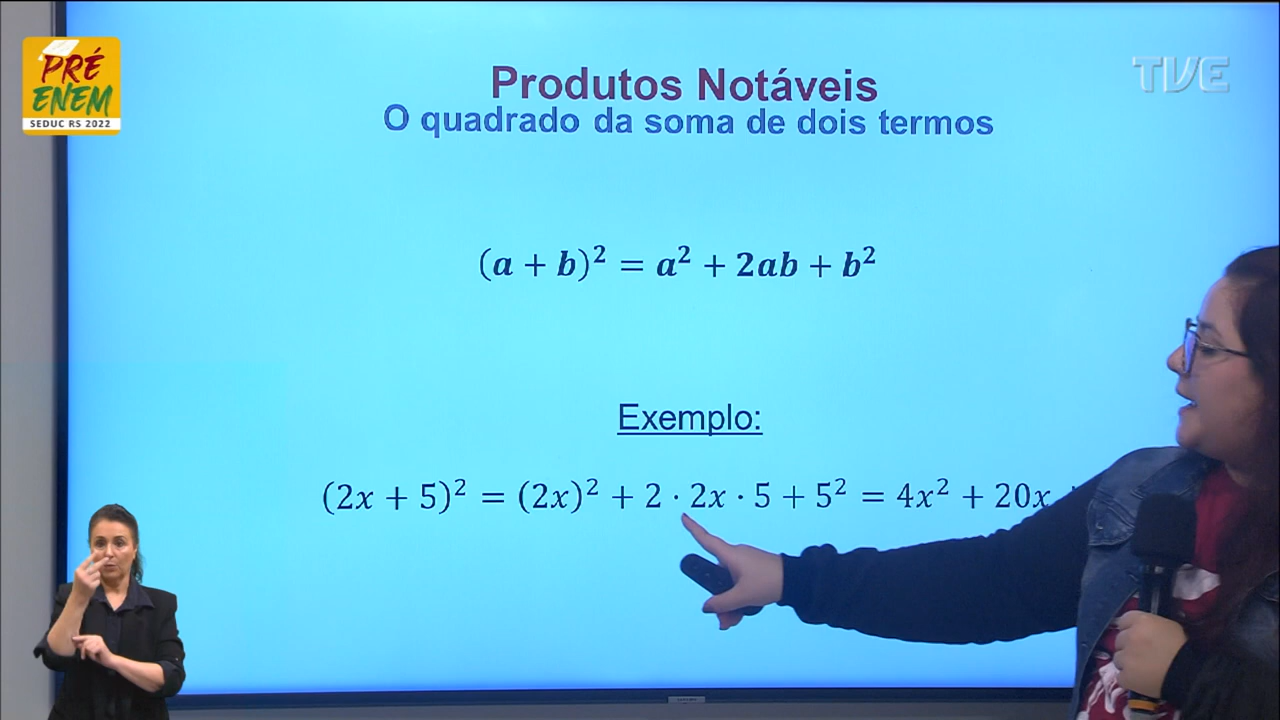 PRÉ
ENEM
SEDUC RS 2022
TVE
Produtos Notáveis
O quadrado da soma de dois termos
(a + b)² = a² + 2ab + b²
Exemplo:
(2x + 5)² = (2x)² + 2 · 2x · 5 + 5² = 4x² + 20x